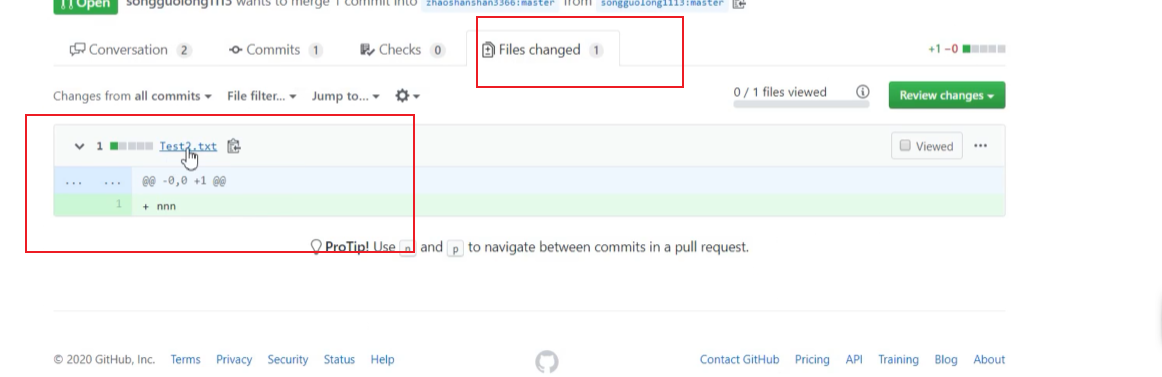 Open songguolong1113 wants to merge 1 commit into zhaoshanshan3366:master from songguolong1113:master
Conversation 2 Commits 1 Checks 0 Files changed 1 +1 −0
Changes from all commits File filter... Jump to... 0 / 1 files viewed Review changes
1 Test2.txt Viewed ...
... ... @@ -0,0 +1 @@
1 + nnn
ProTip! Use n and p to navigate between commits in a pull request.
© 2020 GitHub, Inc. Terms Privacy Security Status Help Contact GitHub Pricing API Training Blog About